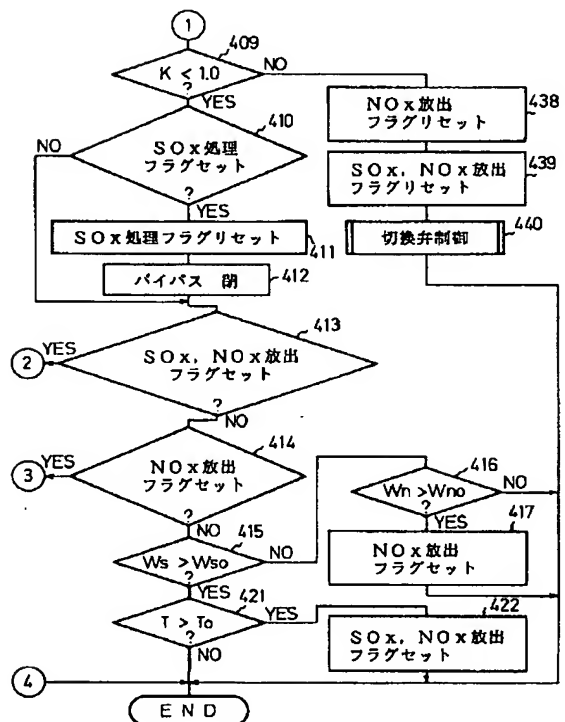 1
409
K < 1.0
?
NO
YES
410
SOx処理
フラグセット
?
NO
YES
SOx処理フラグリセット
411
バイパス 閉
412
NOx放出
フラグリセット
438
SOx, NOx放出
フラグリセット
439
切換弁制御
440
413
SOx, NOx放出
フラグセット
?
YES
2
NO
414
NOx放出
フラグセット
?
YES
3
NO
415
Ws > Wso
?
NO
YES
416
Wn > Wno
?
NO
YES
417
NOx放出
フラグセット
421
T > To
?
YES
NO
422
SOx, NOx放出
フラグセット
4
END